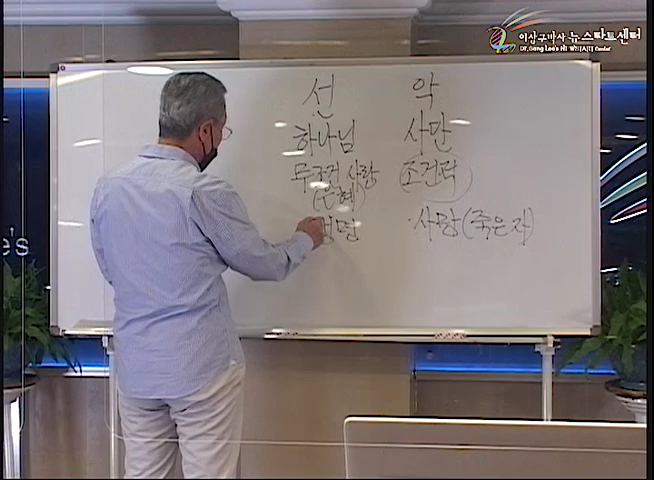 이상구박사 뉴스타트센터
Dr. Sang Lee's NEWSTART Center
선 악
하나님 사단
무조건 사랑 조건적
(은혜)
생명 ·사랑(죽은 자)
e's